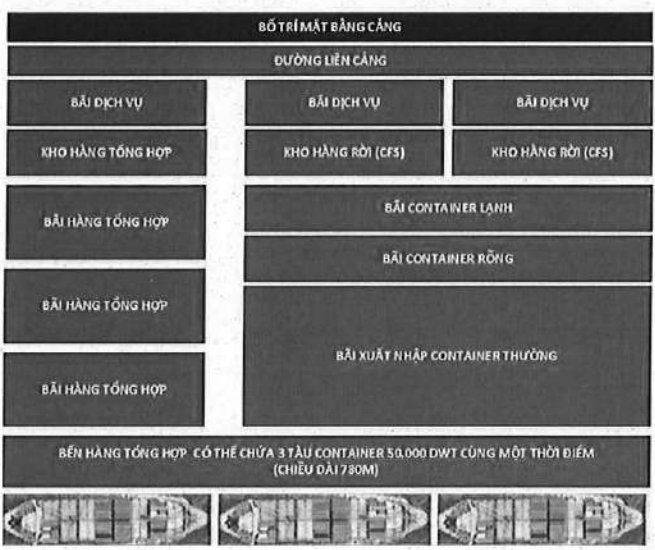 BỐ TRÍ MẶT BẰNG CẢNG
ĐƯỜNG LIÊN CẢNG
BÃI DỊCH VỤ
BÃI DỊCH VỤ
BÃI DỊCH VỤ
KHO HÀNG TỔNG HỢP
KHO HÀNG RỜI (CFS)
KHO HÀNG RỜI (CFS)
BÃI HÀNG TỔNG HỢP
BÃI CONTAINER LẠNH
BÃI CONTAINER RỖNG
BÃI HÀNG TỔNG HỢP
BÃI XUẤT NHẬP CONTAINER THƯỜNG
BÃI HÀNG TỔNG HỢP
BẾN HÀNG TỔNG HỢP CÓ THỂ CHỨA 3 TÀU CONTAINER 50.000 DWT CÙNG MỘT THỜI ĐIỂM
(CHIỀU DÀI 780M)